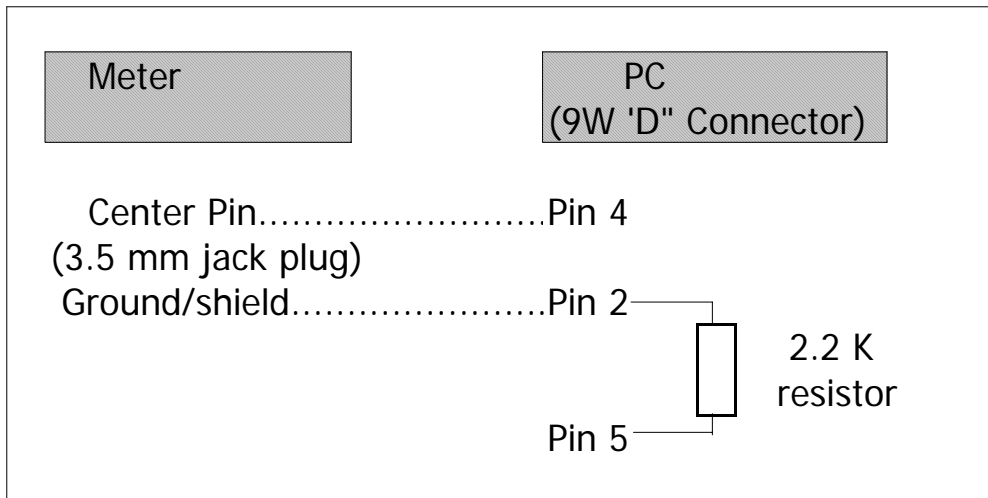 Meter
PC
(9W 'D" Connector)
Center Pin..........................Pin 4
(3.5 mm jack plug)
Ground/shield.......................Pin 2
2.2 K
resistor
Pin 5